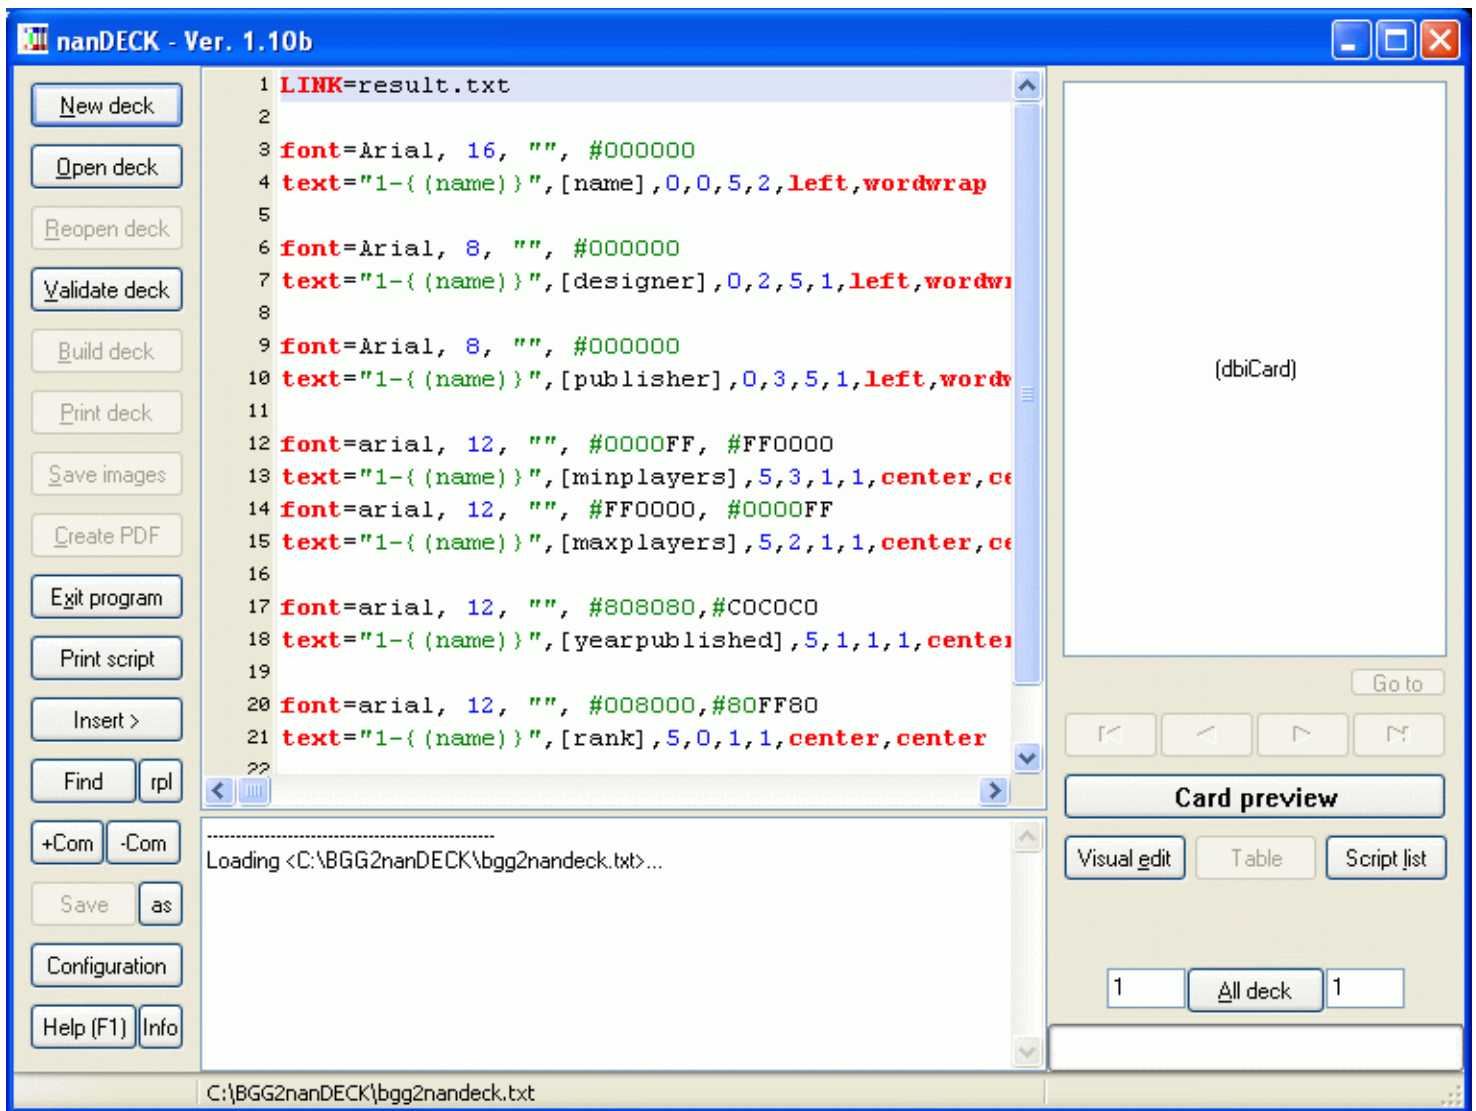 nanDECK - Ver. 1.10b
New deck
Open deck
Reopen deck
Validate deck
Build deck
Print deck
Save images
Create PDF
Exit program
Print script
Insert >
Find rpl
+Com -Com
Save as
Configuration
Help (F1) Info
1 LINK=result.txt
2
3 font=Arial, 16, "", #000000
4 text="1-{(name)}",[name],0,0,5,2,left,wordwrap
5
6 font=Arial, 8, "", #000000
7 text="1-{(name)}",[designer],0,2,5,1,left,wordw
8
9 font=Arial, 8, "", #000000
10 text="1-{(name)}",[publisher],0,3,5,1,left,word
11
12 font=arial, 12, "", #0000FF, #FF0000
13 text="1-{(name)}",[minplayers],5,3,1,1,center,ce
14 font=arial, 12, "", #FF0000, #0000FF
15 text="1-{(name)}",[maxplayers],5,2,1,1,center,ce
16
17 font=arial, 12, "", #808080,#C0C0C0
18 text="1-{(name)}",[yearpublished],5,1,1,1,center
19
20 font=arial, 12, "", #008000,#80FF80
21 text="1-{(name)}",[rank],5,0,1,1,center,center
22
Loading <C:\BGG2nanDECK\bgg2nandeck.txt>...
(dbiCard)
Go to
Card preview
Visual edit Table Script list
1 All deck 1
C:\BGG2nanDECK\bgg2nandeck.txt